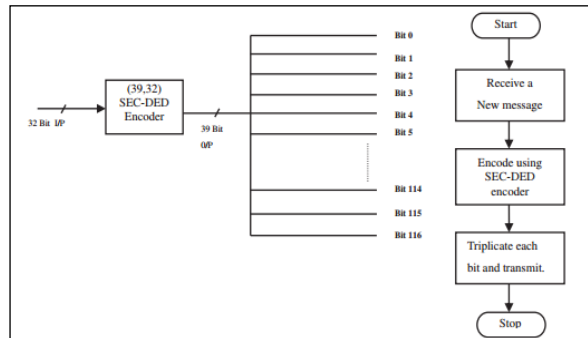 (39,32)
SEC-DED
Encoder
32 Bit I/P
39 Bit
0/P
Bit 0
Bit 1
Bit 2
Bit 3
Bit 4
Bit 5
Bit 114
Bit 115
Bit 116
Start
Receive a
New message
Encode using
SEC-DED
encoder
Triplicate each
bit and transmit.
Stop